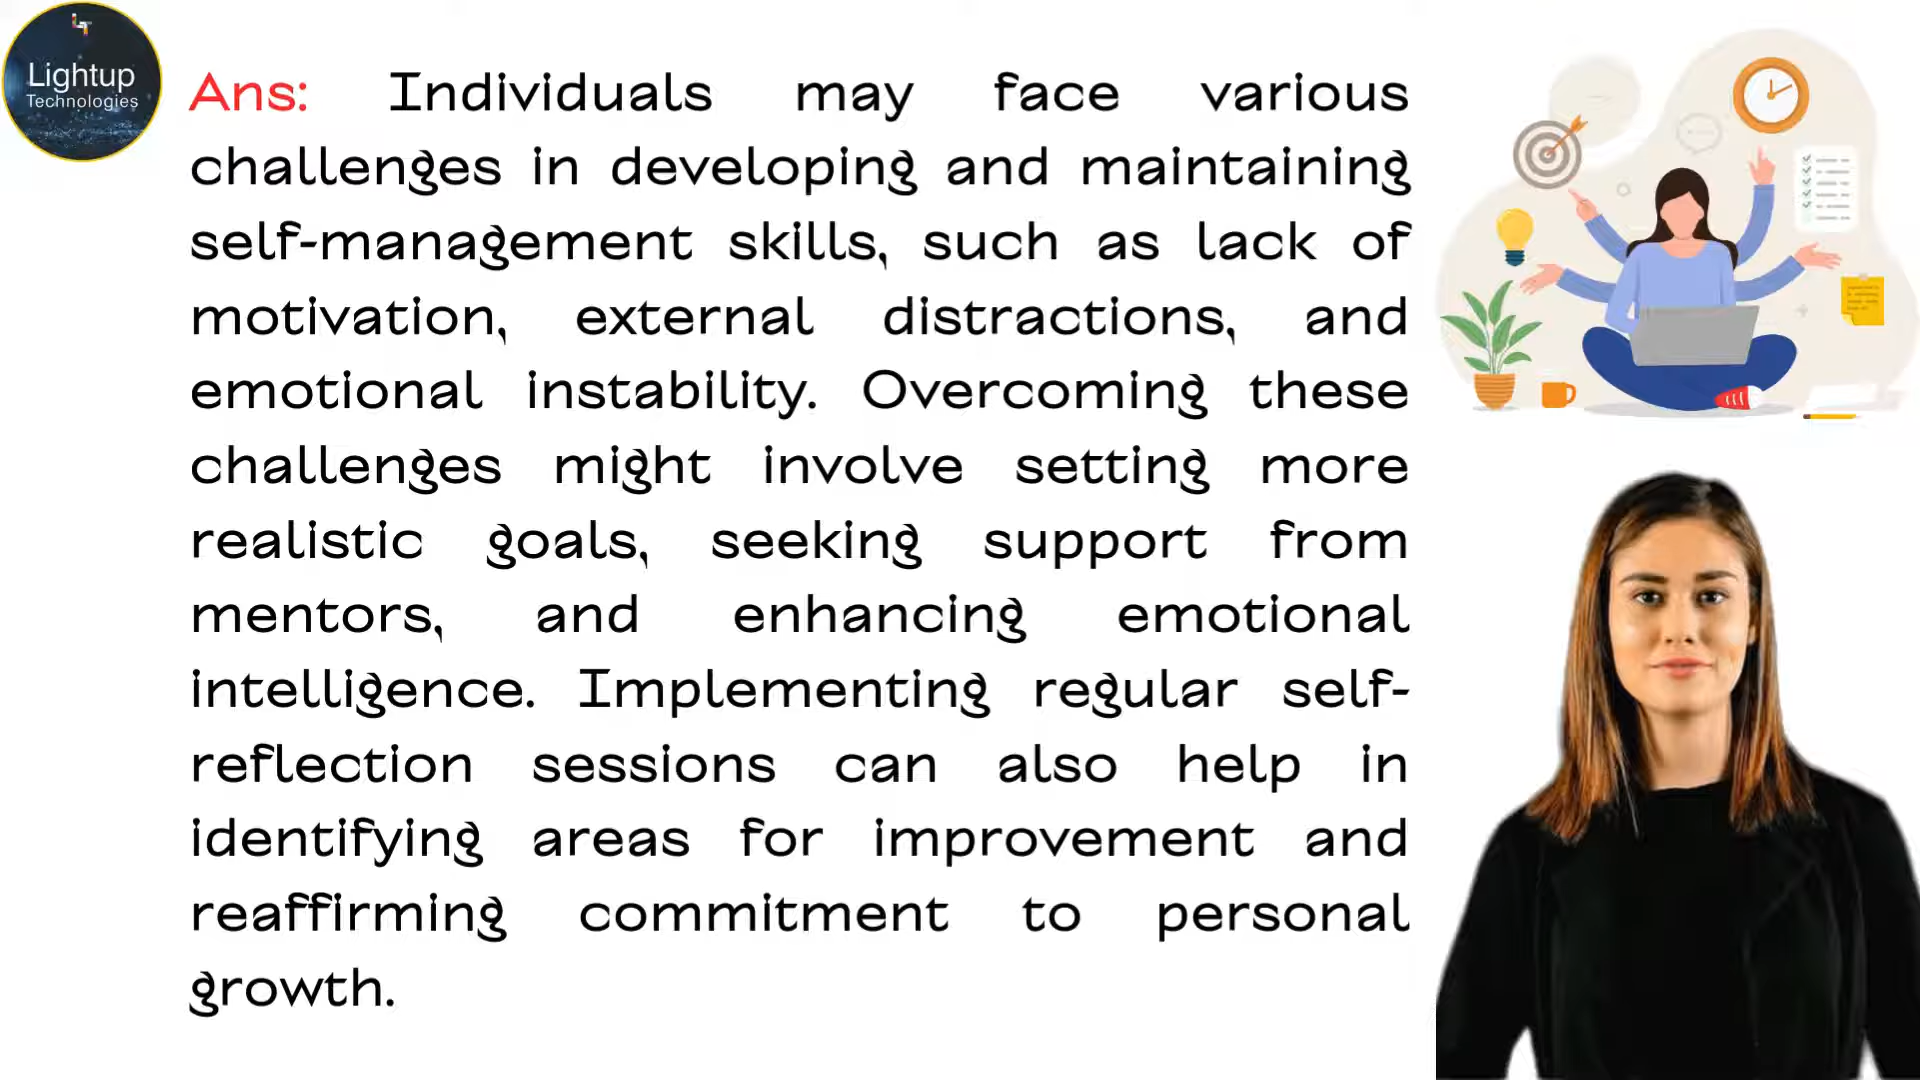 Lightup
Technologies
Ans: Individuals may face various
challenges in developing and maintaining
self-management skills, such as lack of
motivation, external distractions, and
emotional instability. Overcoming these
challenges might involve setting more
realistic goals, seeking support from
mentors, and enhancing emotional
intelligence. Implementing regular self-
reflection sessions can also help in
identifying areas for improvement and
reaffirming commitment to personal
growth.